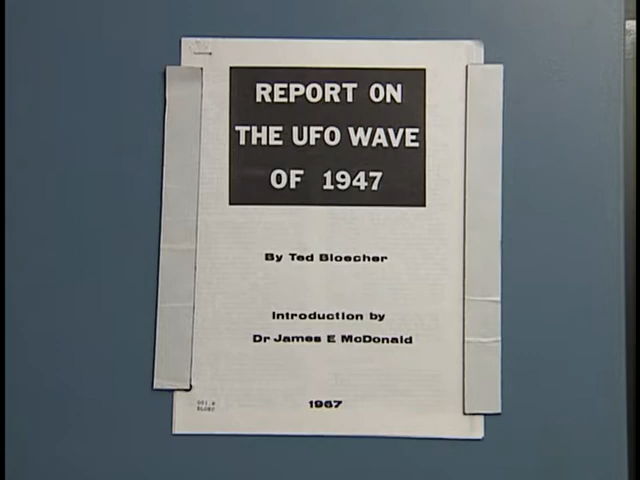 REPORT ON
THE UFO WAVE
OF 1947
By Ted Bloecher
Introduction by
Dr James E McDonald
1967